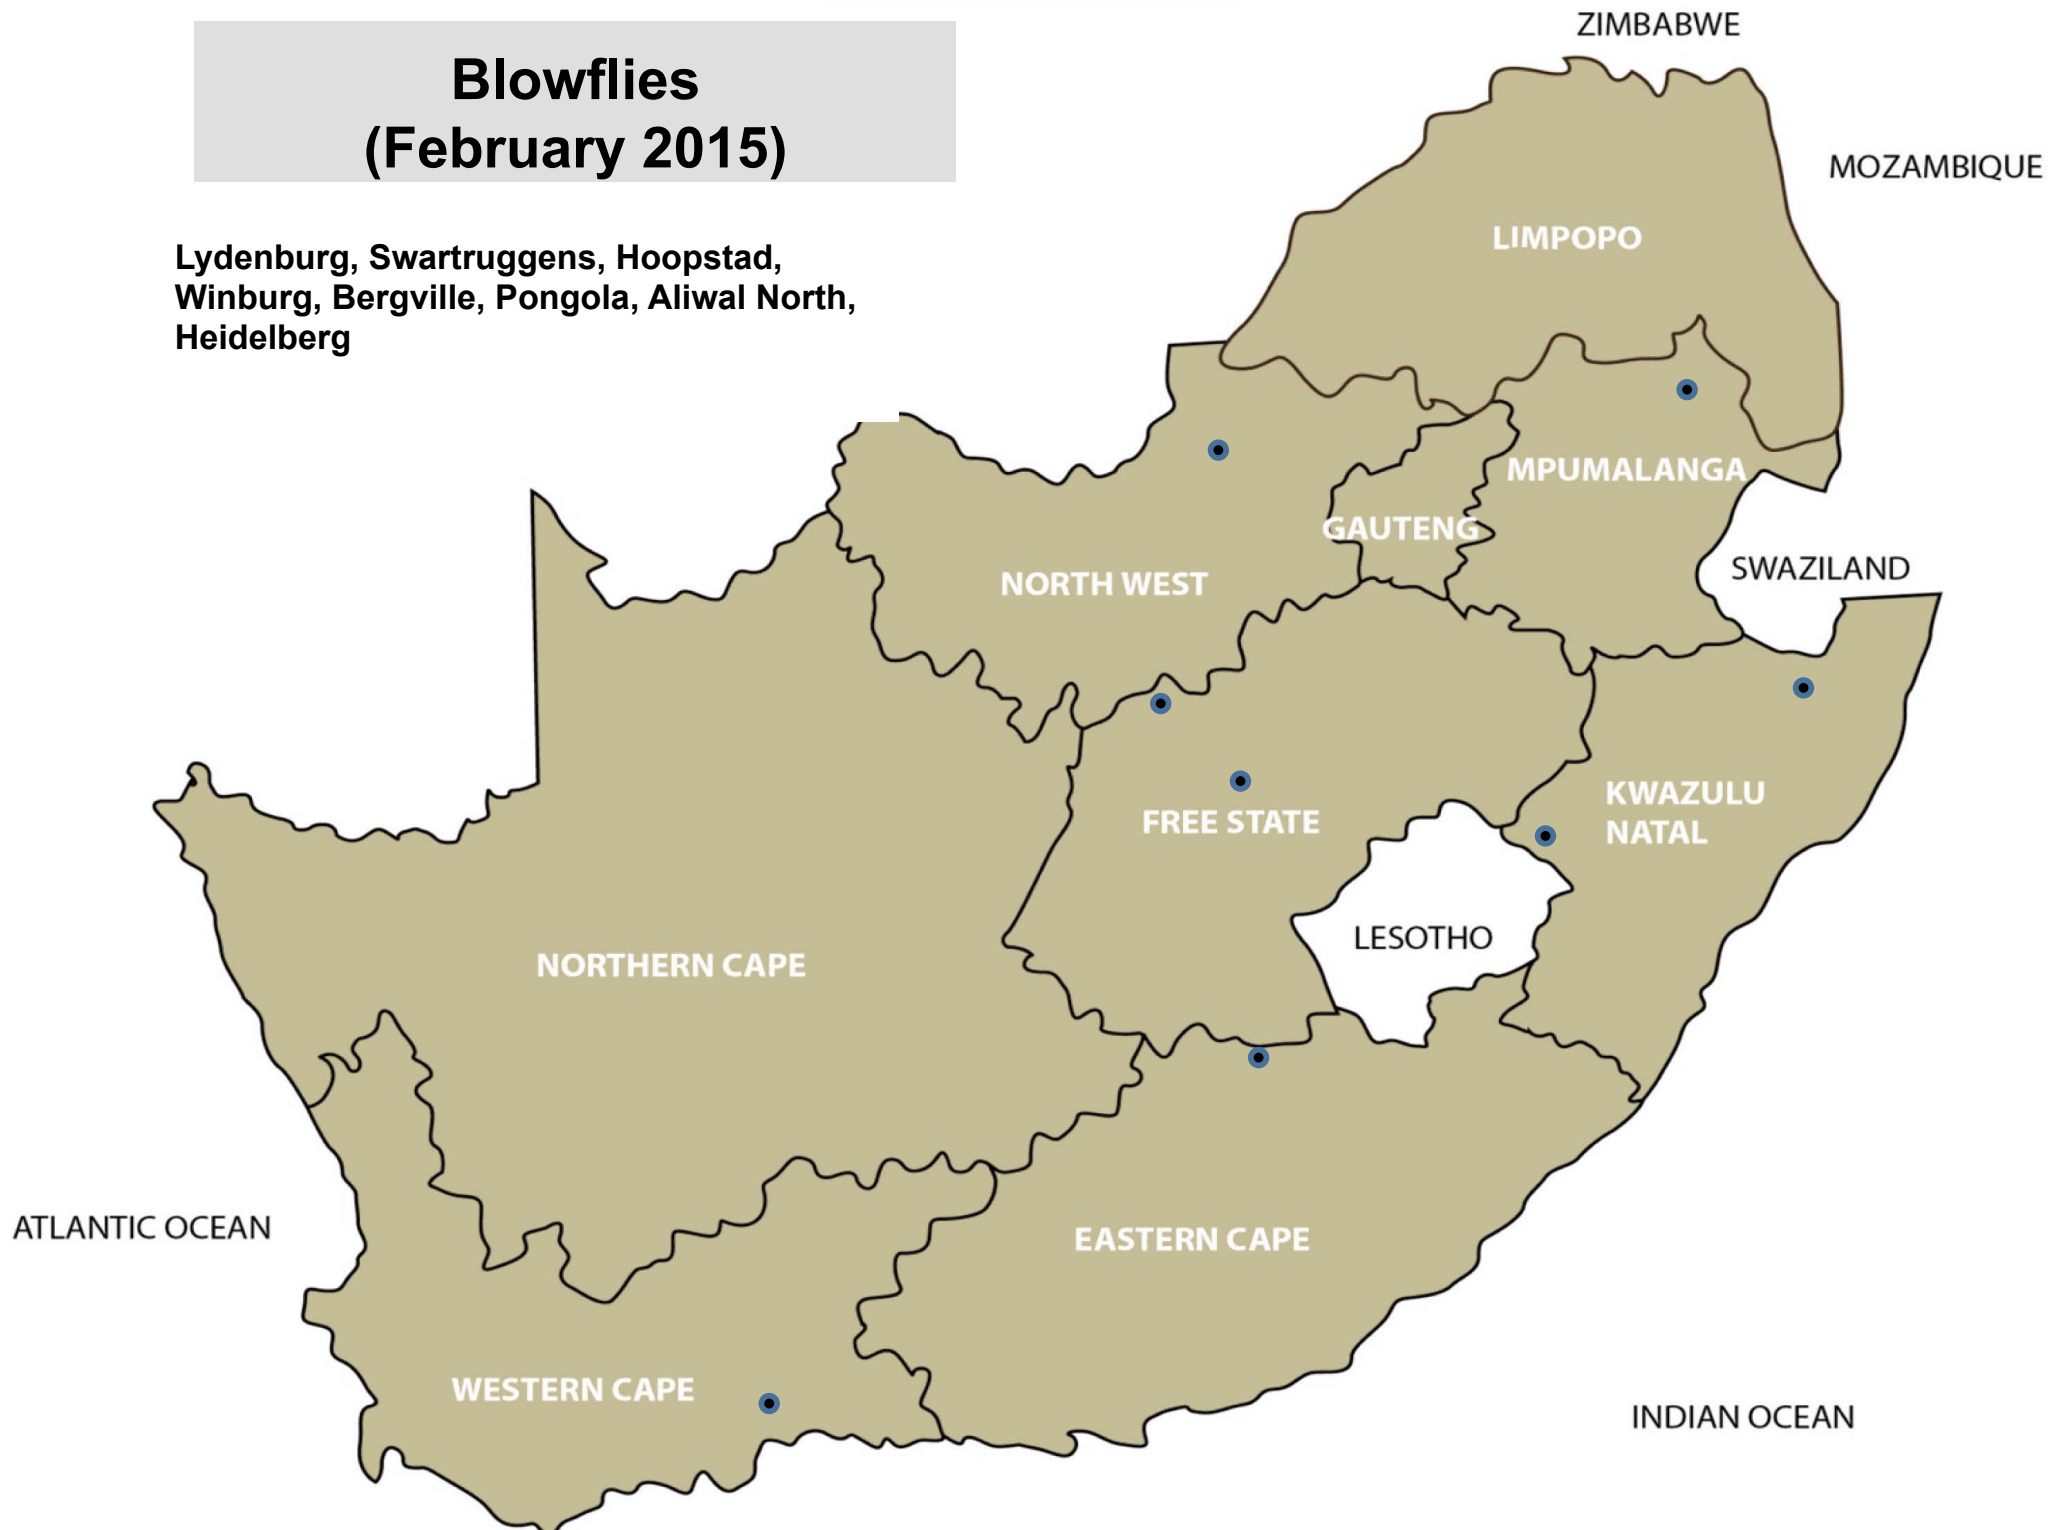 Blowflies
(February 2015)
Lydenburg, Swartruggens, Hoopstad,
Winburg, Bergville, Pongola, Aliwal North,
Heidelberg
ZIMBABWE
MOZAMBIQUE
LIMPOPO
MPUMALANGA
GAUTENG
SWAZILAND
NORTH WEST
KWAZULU
NATAL
FREE STATE
LESOTHO
NORTHERN CAPE
ATLANTIC OCEAN
EASTERN CAPE
WESTERN CAPE
INDIAN OCEAN